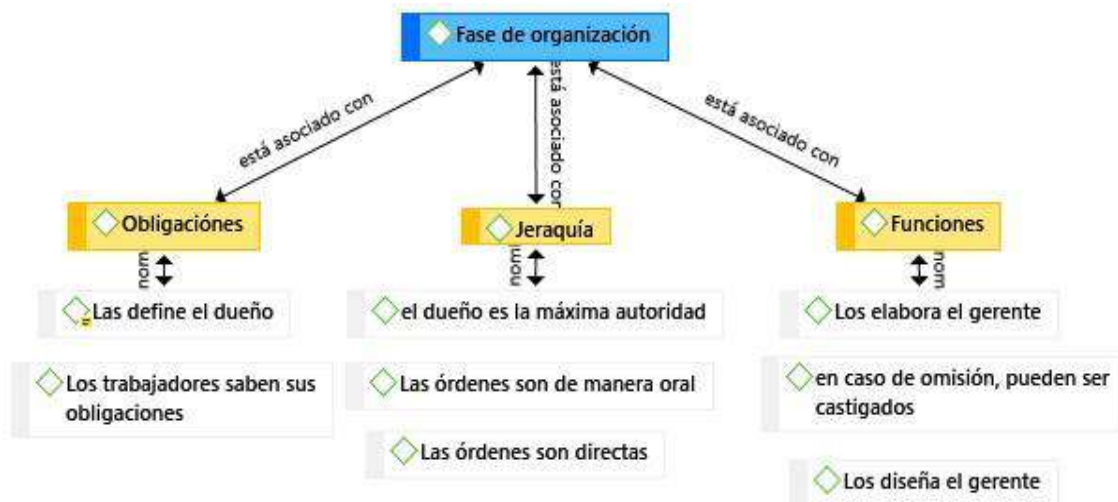 Fase de organización
está asociado con
está asociado con
está asociado con
Obligaciónes
Jeraquía
Funciones
nom
nom
nom
Las define el dueño
el dueño es la máxima autoridad
Los elabora el gerente
Los trabajadores saben sus
obligaciones
Las órdenes son de manera oral
en caso de omisión, pueden ser
castigados
Las órdenes son directas
Los diseña el gerente